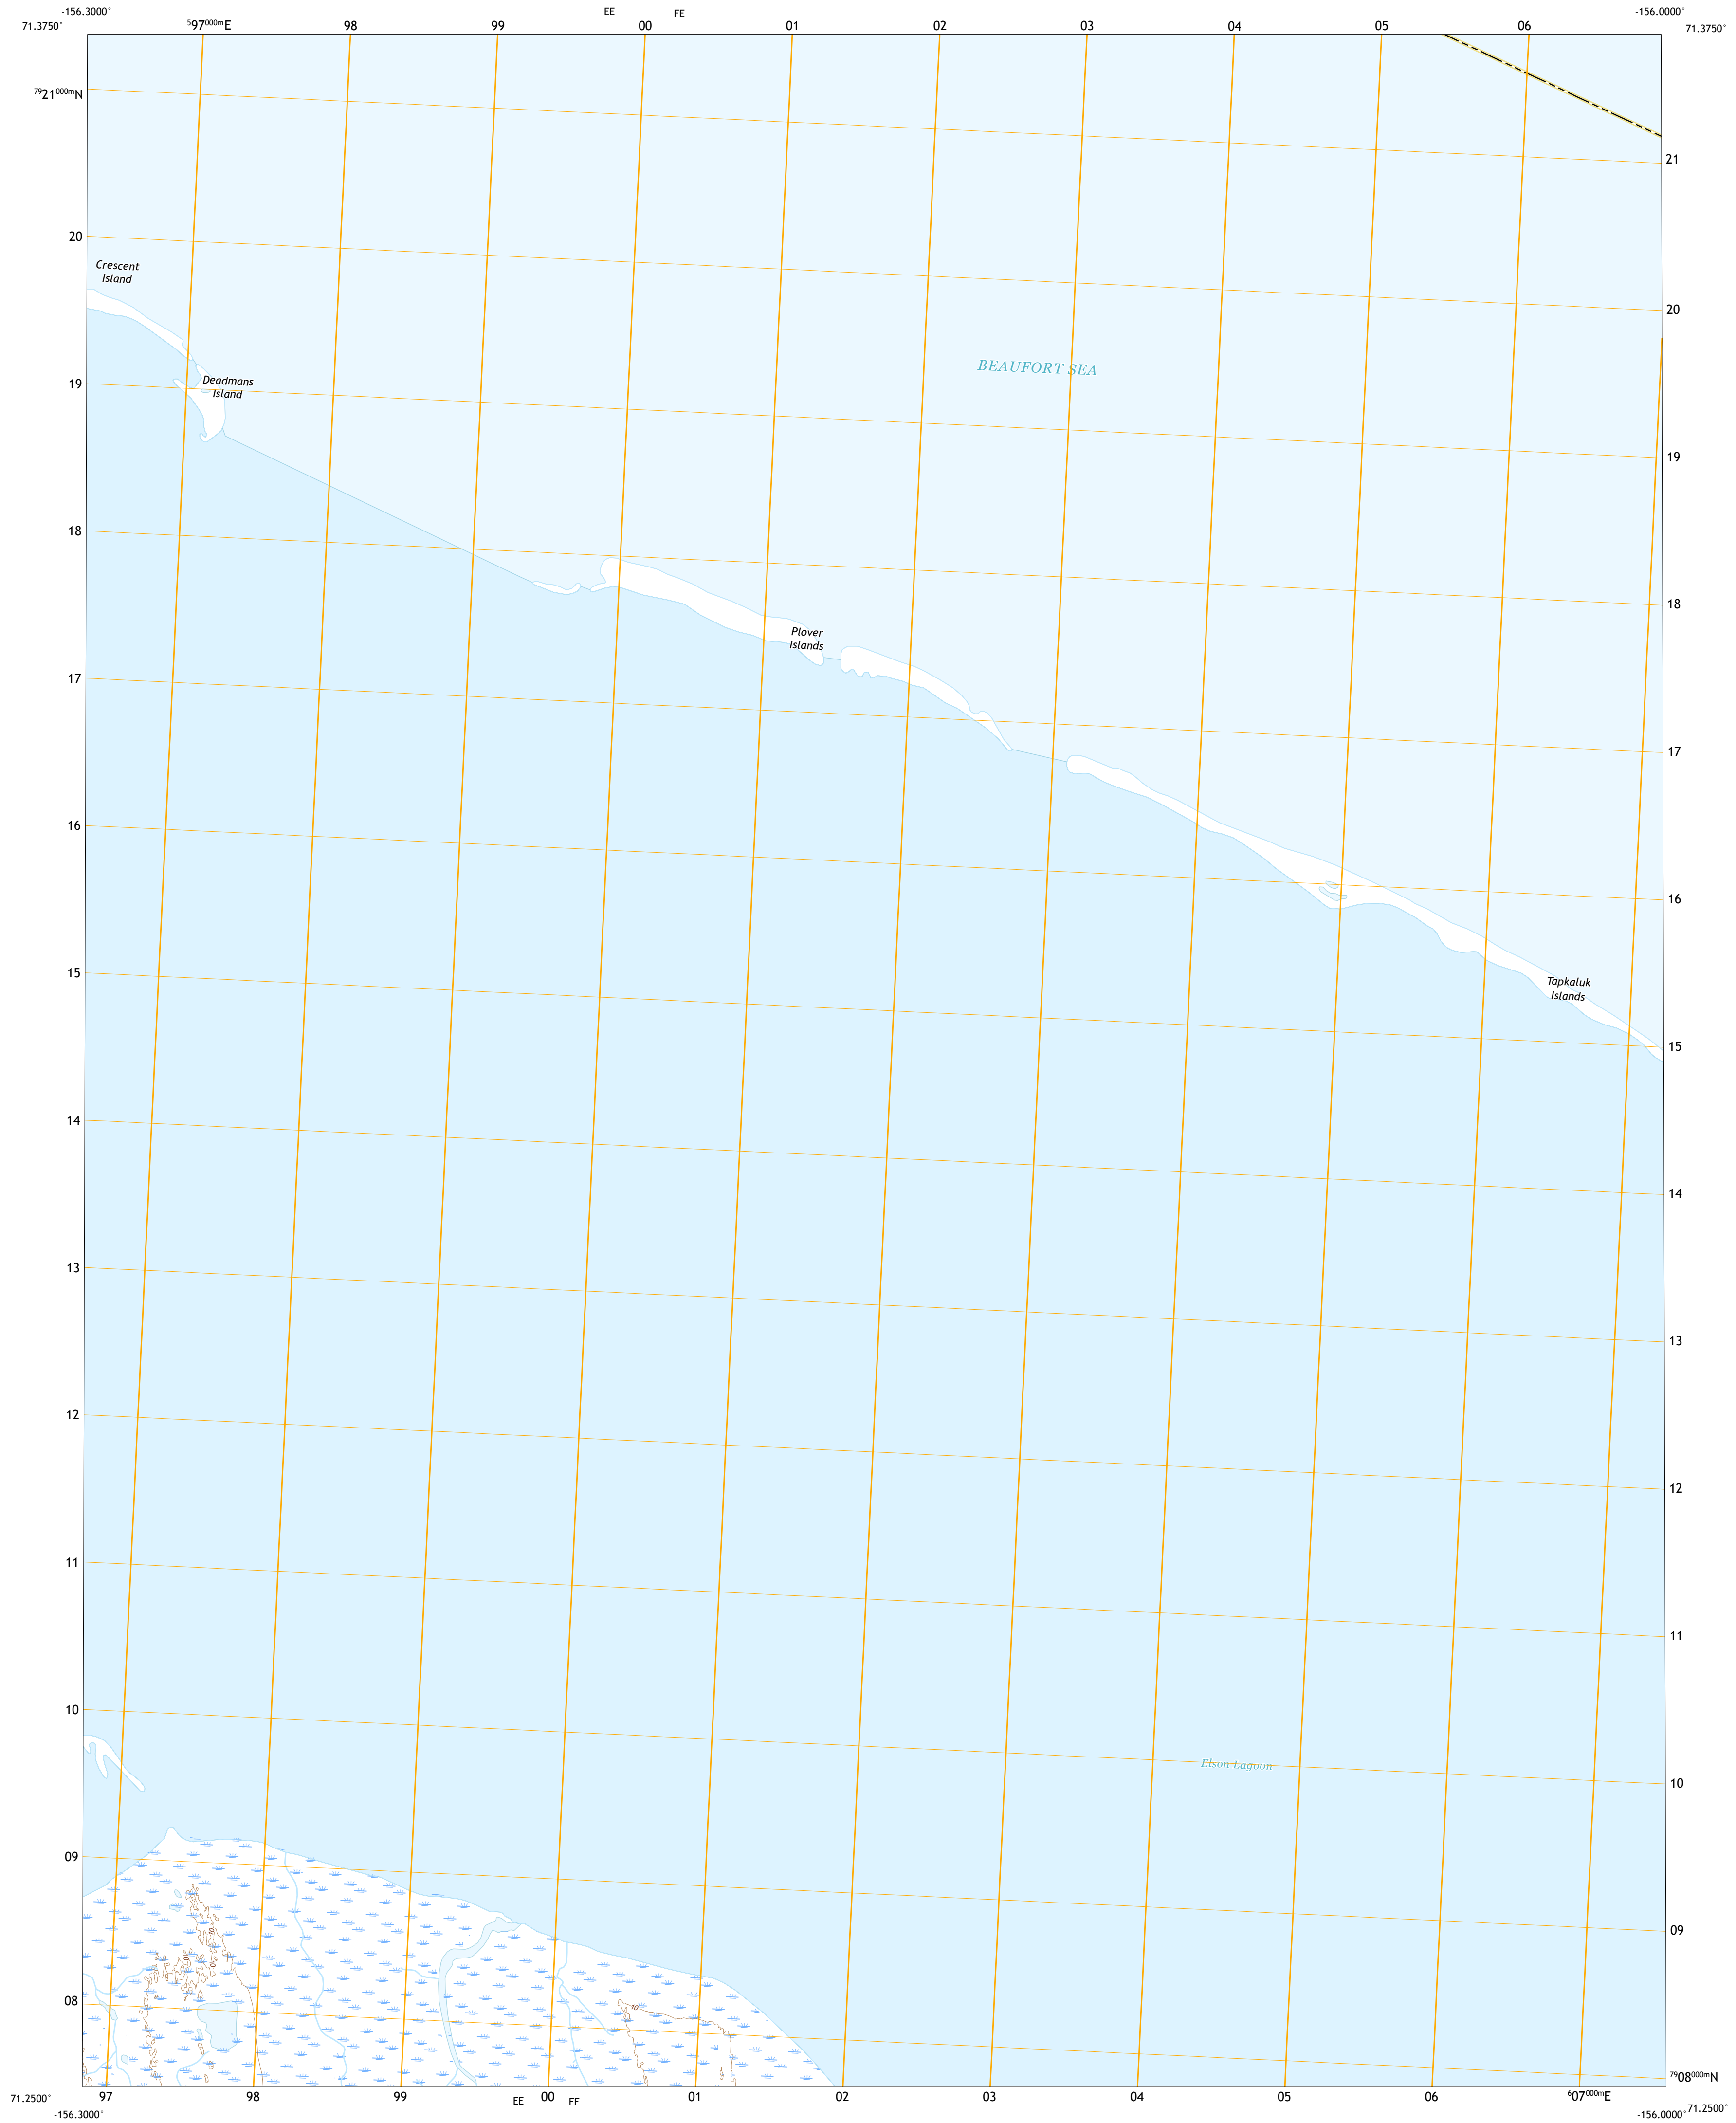 -156.3000° EE FE -156.0000°
71.3750° 597000mE 98 99 00 01 02 03 04 05 06 71.3750°
7921000mN
21
20
Crescent
Island
20
BEAUFORT SEA
19
Deadmans
Island
19
18
18
Plover
Islands
17
17
16
16
15
Tapkaluk
Islands
15
14
14
13
13
12
12
11
11
10
Elson Lagoon
10
09
10
09
10
10
08
10
7908000mN
71.2500° 97 98 99 00 01 02 03 04 05 06 607000mE 71.2500°
-156.3000° EE FE -156.0000°